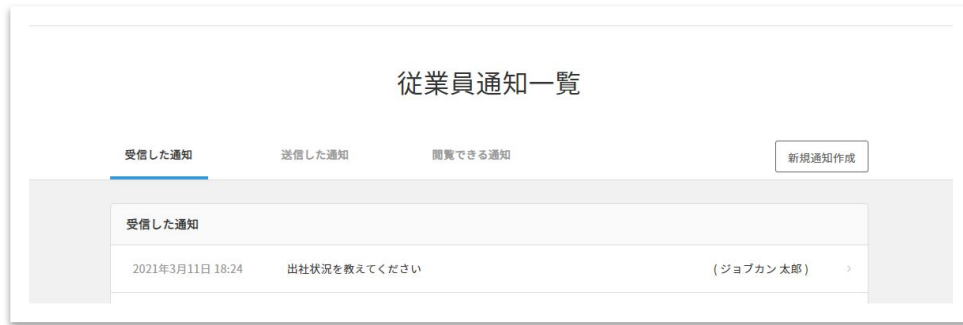 従業員通知一覧
受信した通知 送信した通知 閲覧できる通知 新規通知作成
受信した通知
2021年3月11日 18:24 出社状況を教えてください ( ジョブカン 太郎 )